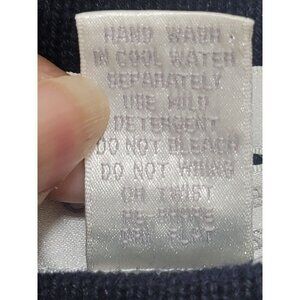 HAND WASH
IN COOL WATER
SEPARATELY
USE MILD
DETERGENT
DO NOT BLEACH
DO NOT WRING
OR TWIST
RE-SHAPE
DRY FLAT